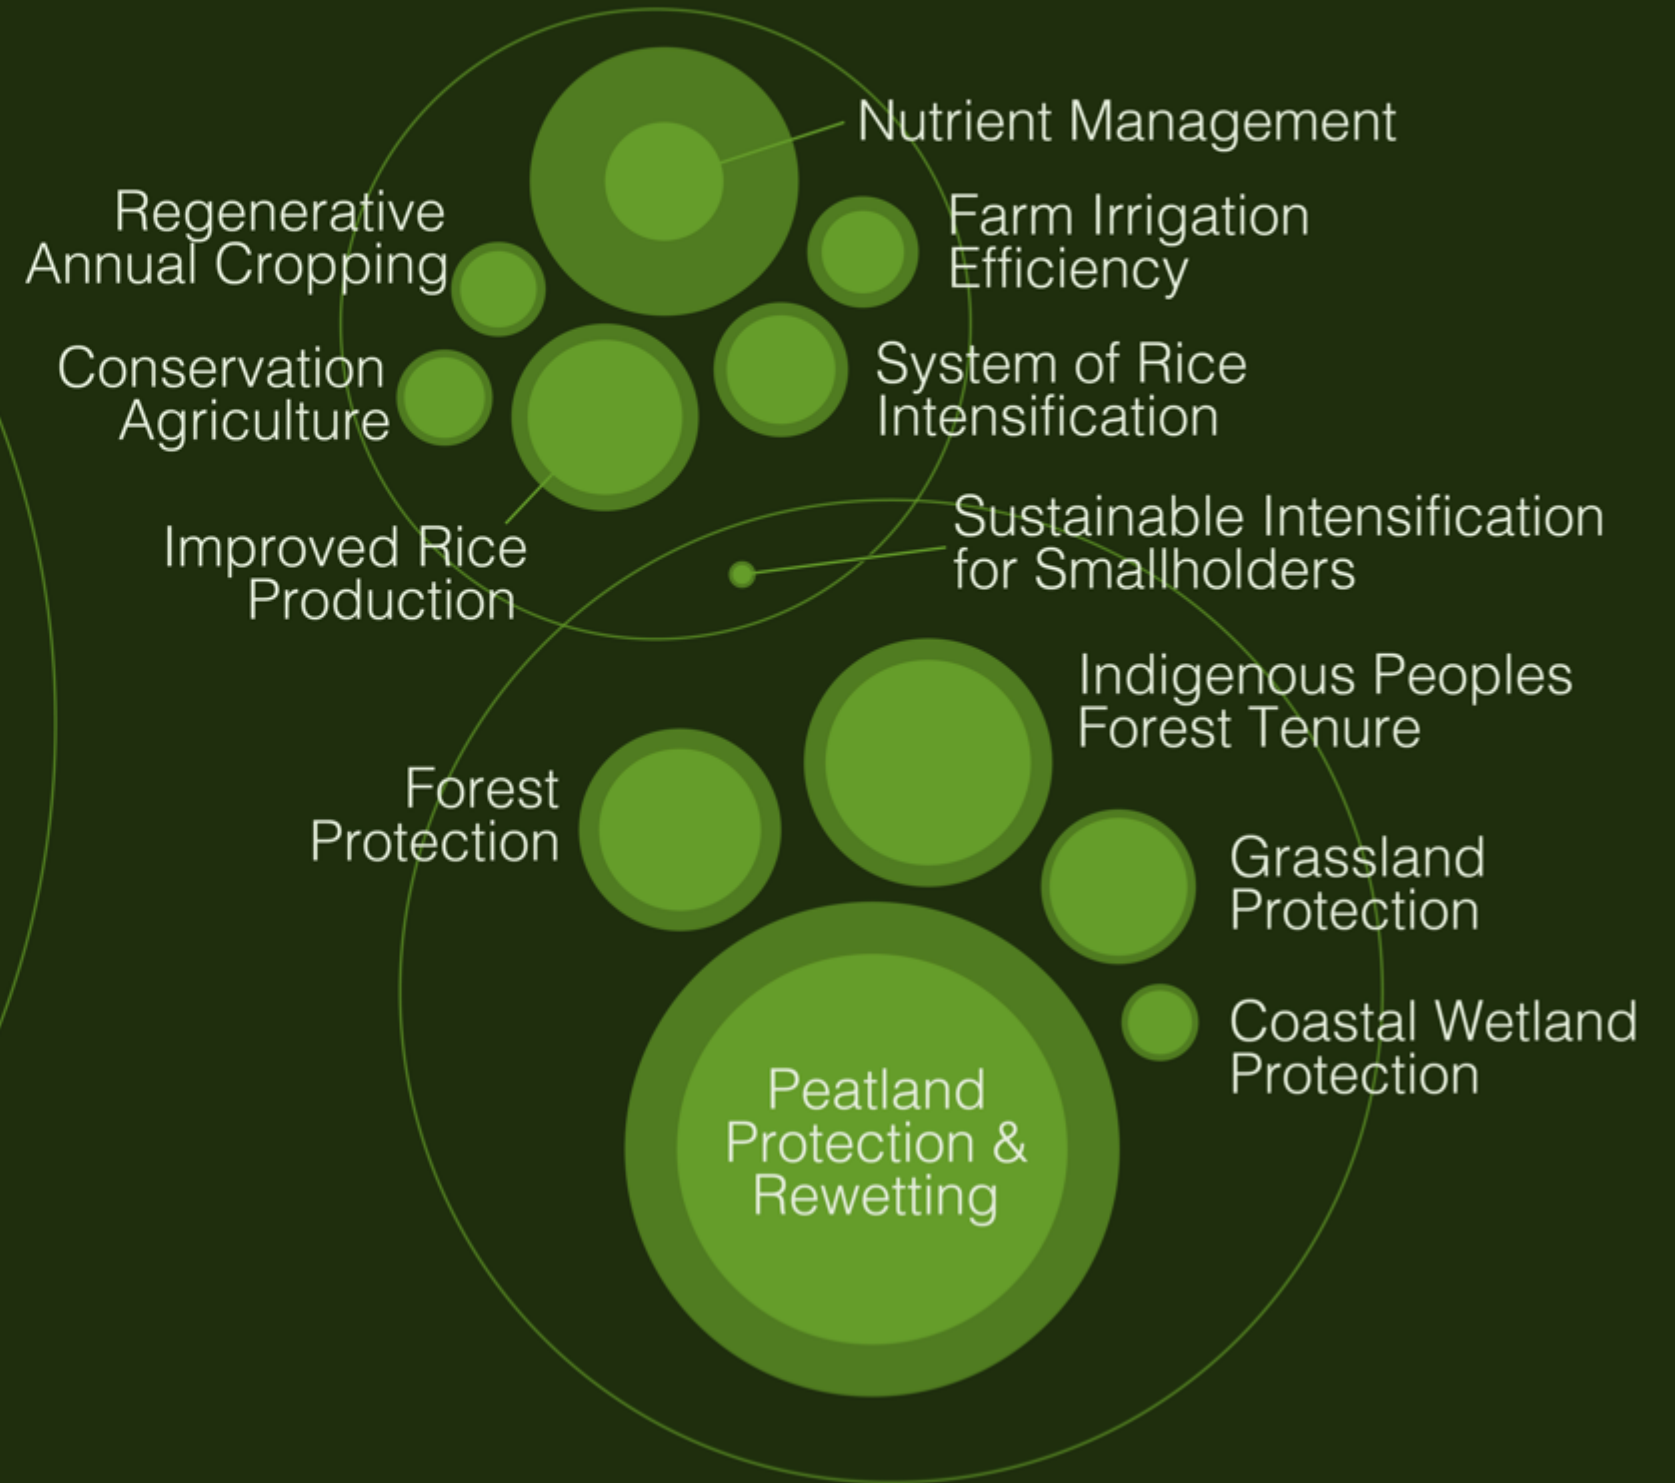 Nutrient Management
Regenerative
Annual Cropping
Farm Irrigation
Efficiency
Conservation
Agriculture
System of Rice
Intensification
Improved Rice
Production
Sustainable Intensification
for Smallholders
Indigenous Peoples
Forest Tenure
Forest
Protection
Grassland
Protection
Coastal Wetland
Protection
Peatland
Protection &
Rewetting